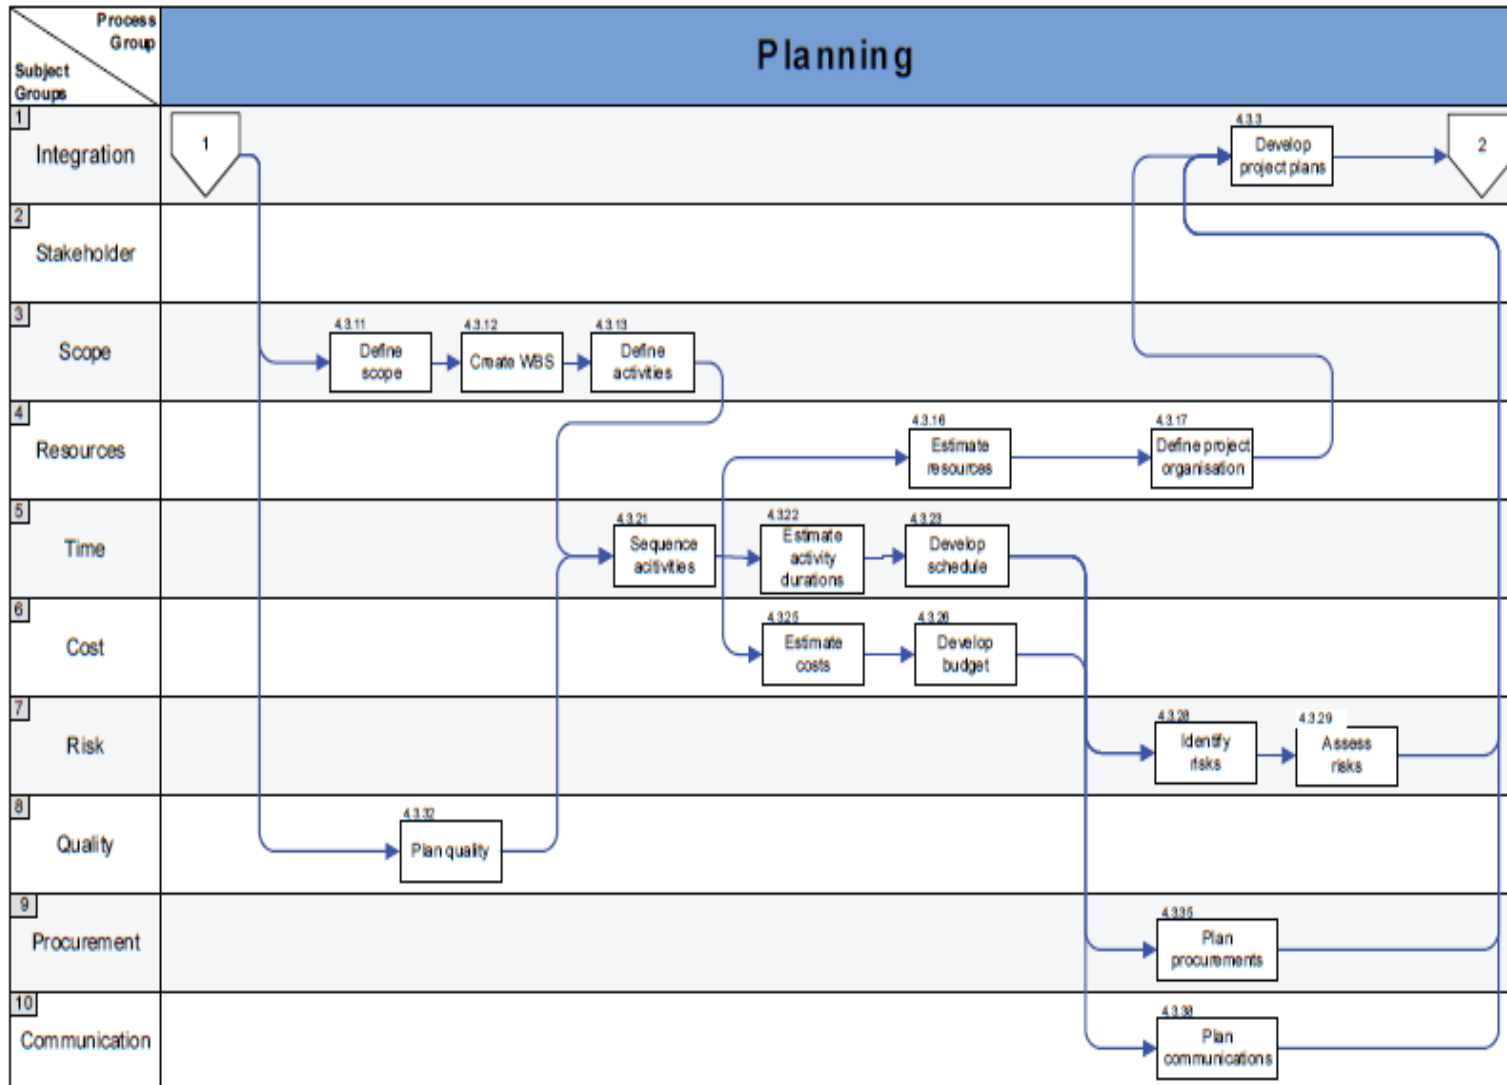 Process
Group
Subject
Groups
Planning
1
Integration
1
4.3.3
Develop
project plans
2
2
Stakeholder
3
Scope
4.3.11
Define
scope
4.3.12
Create WBS
4.3.13
Define
activities
4
Resources
4.3.16
Estimate
resources
4.3.17
Define project
organisation
5
Time
4.3.21
Sequence
acitivities
4.3.22
Estimate
activity
durations
4.3.23
Develop
schedule
6
Cost
4.3.25
Estimate
costs
4.3.26
Develop
budget
7
Risk
4.3.28
Identify
risks
4.3.29
Assess
risks
8
Quality
4.3.32
Plan quality
9
Procurement
4.3.35
Plan
procurements
10
Communication
4.3.38
Plan
communications